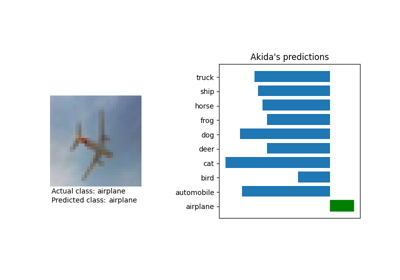 Akida's predictions
truck
ship
horse
frog
dog
deer
cat
bird
automobile
airplane
Actual class: airplane
Predicted class: airplane